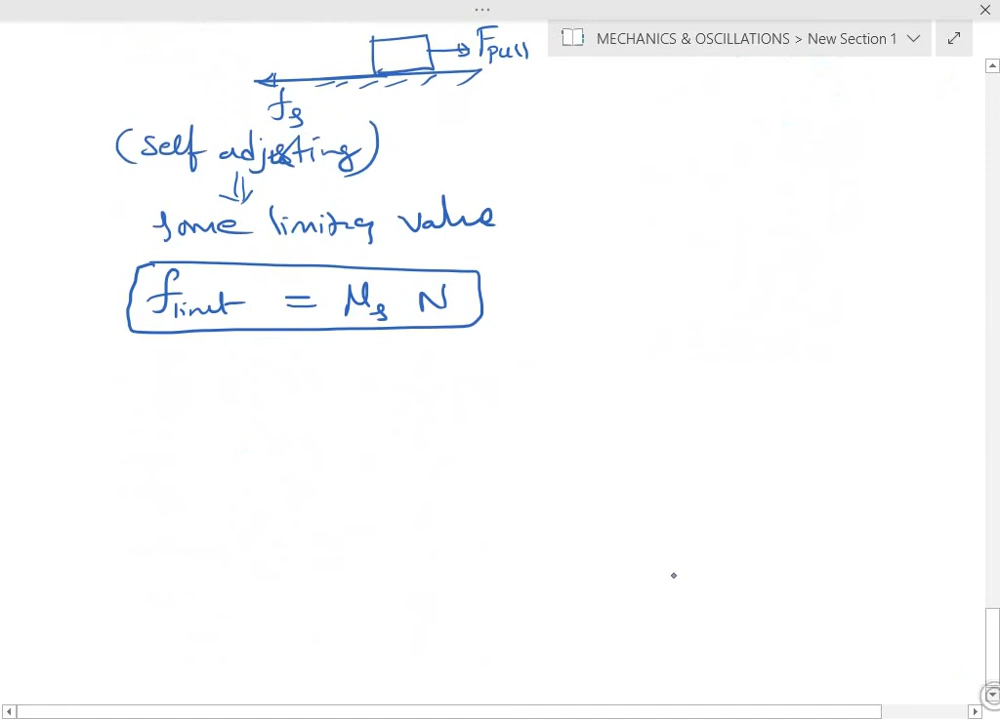 MECHANICS & OSCILLATIONS > New Section 1
Fpull
fs
(self adjusting)
some limiting value
flimit = μs N